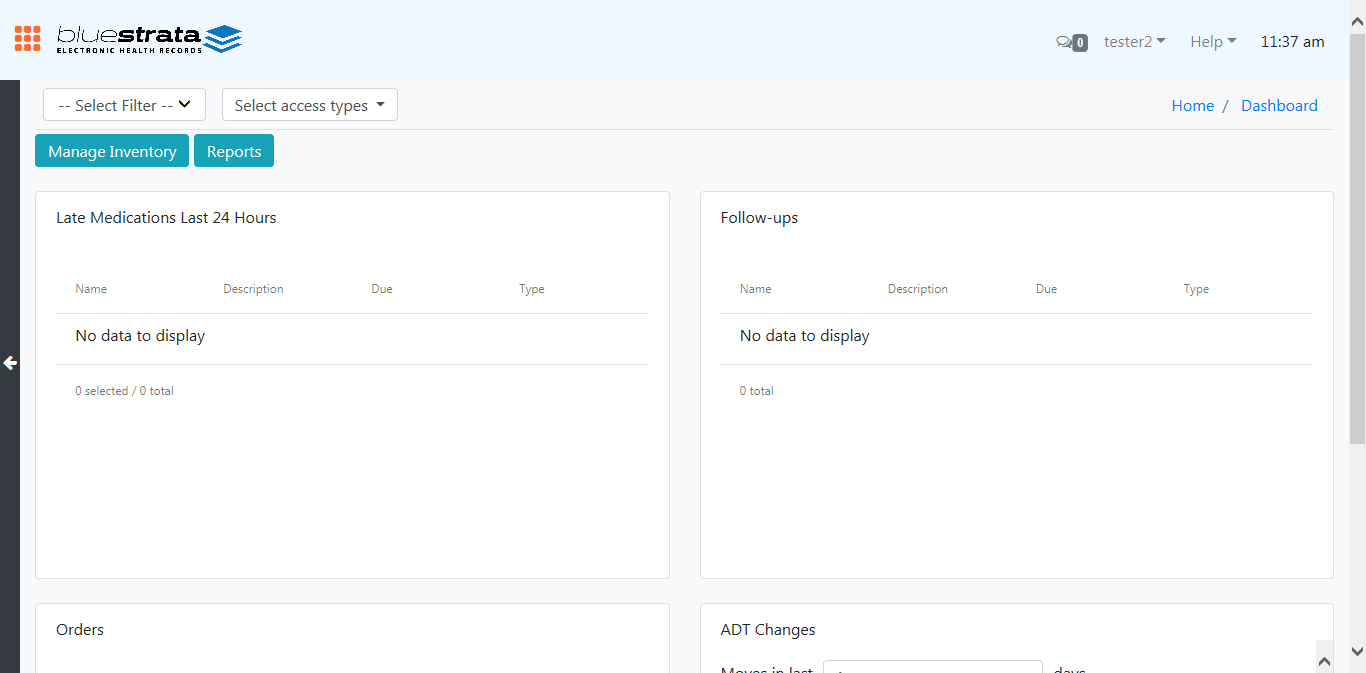 bluestrata
ELECTRONIC HEALTH RECORDS
0 tester2 Help 11:37 am
-- Select Filter -- Select access types Home / Dashboard
Manage Inventory Reports
Late Medications Last 24 Hours
Name Description Due Type
No data to display
0 selected / 0 total
Follow-ups
Name Description Due Type
No data to display
0 total
Orders
ADT Changes
Moves in last days